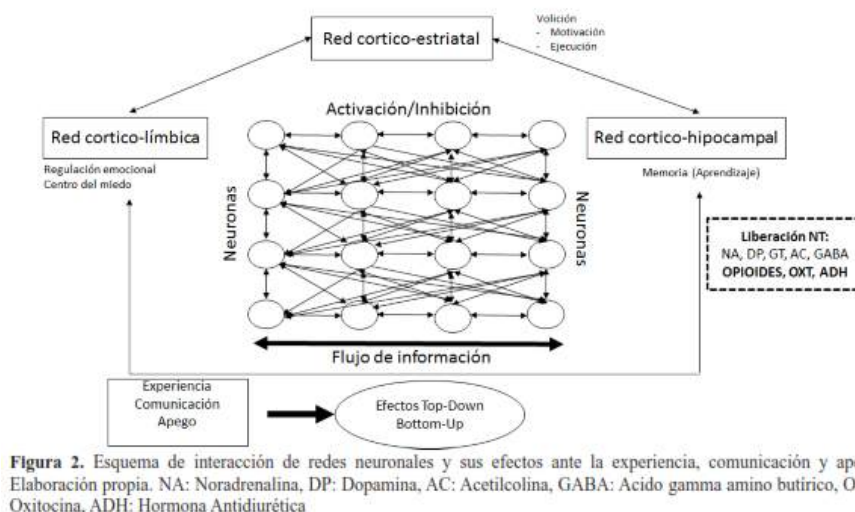 Red cortico-estriatal
Volición
- Motivación
- Ejecución
Activación/Inhibición
Red cortico-límbica
Regulación emocional
Centro del miedo
Red cortico-hipocampal
Memoria (Aprendizaje)
Neuronas
Neuronas
Liberación NT:
NA, DP, GT, AC, GABA
OPIOIDES, OXT, ADH
Flujo de información
Experiencia
Comunicación
Apego
Efectos Top-Down
Bottom-Up
Figura 2. Esquema de interacción de redes neuronales y sus efectos ante la experiencia, comunicación y
Elaboración propia. NA: Noradrenalina, DP: Dopamina, AC: Acetilcolina, GABA: Acido gamma amino butírico,
Oxitocina, ADH: Hormona Antidiurética